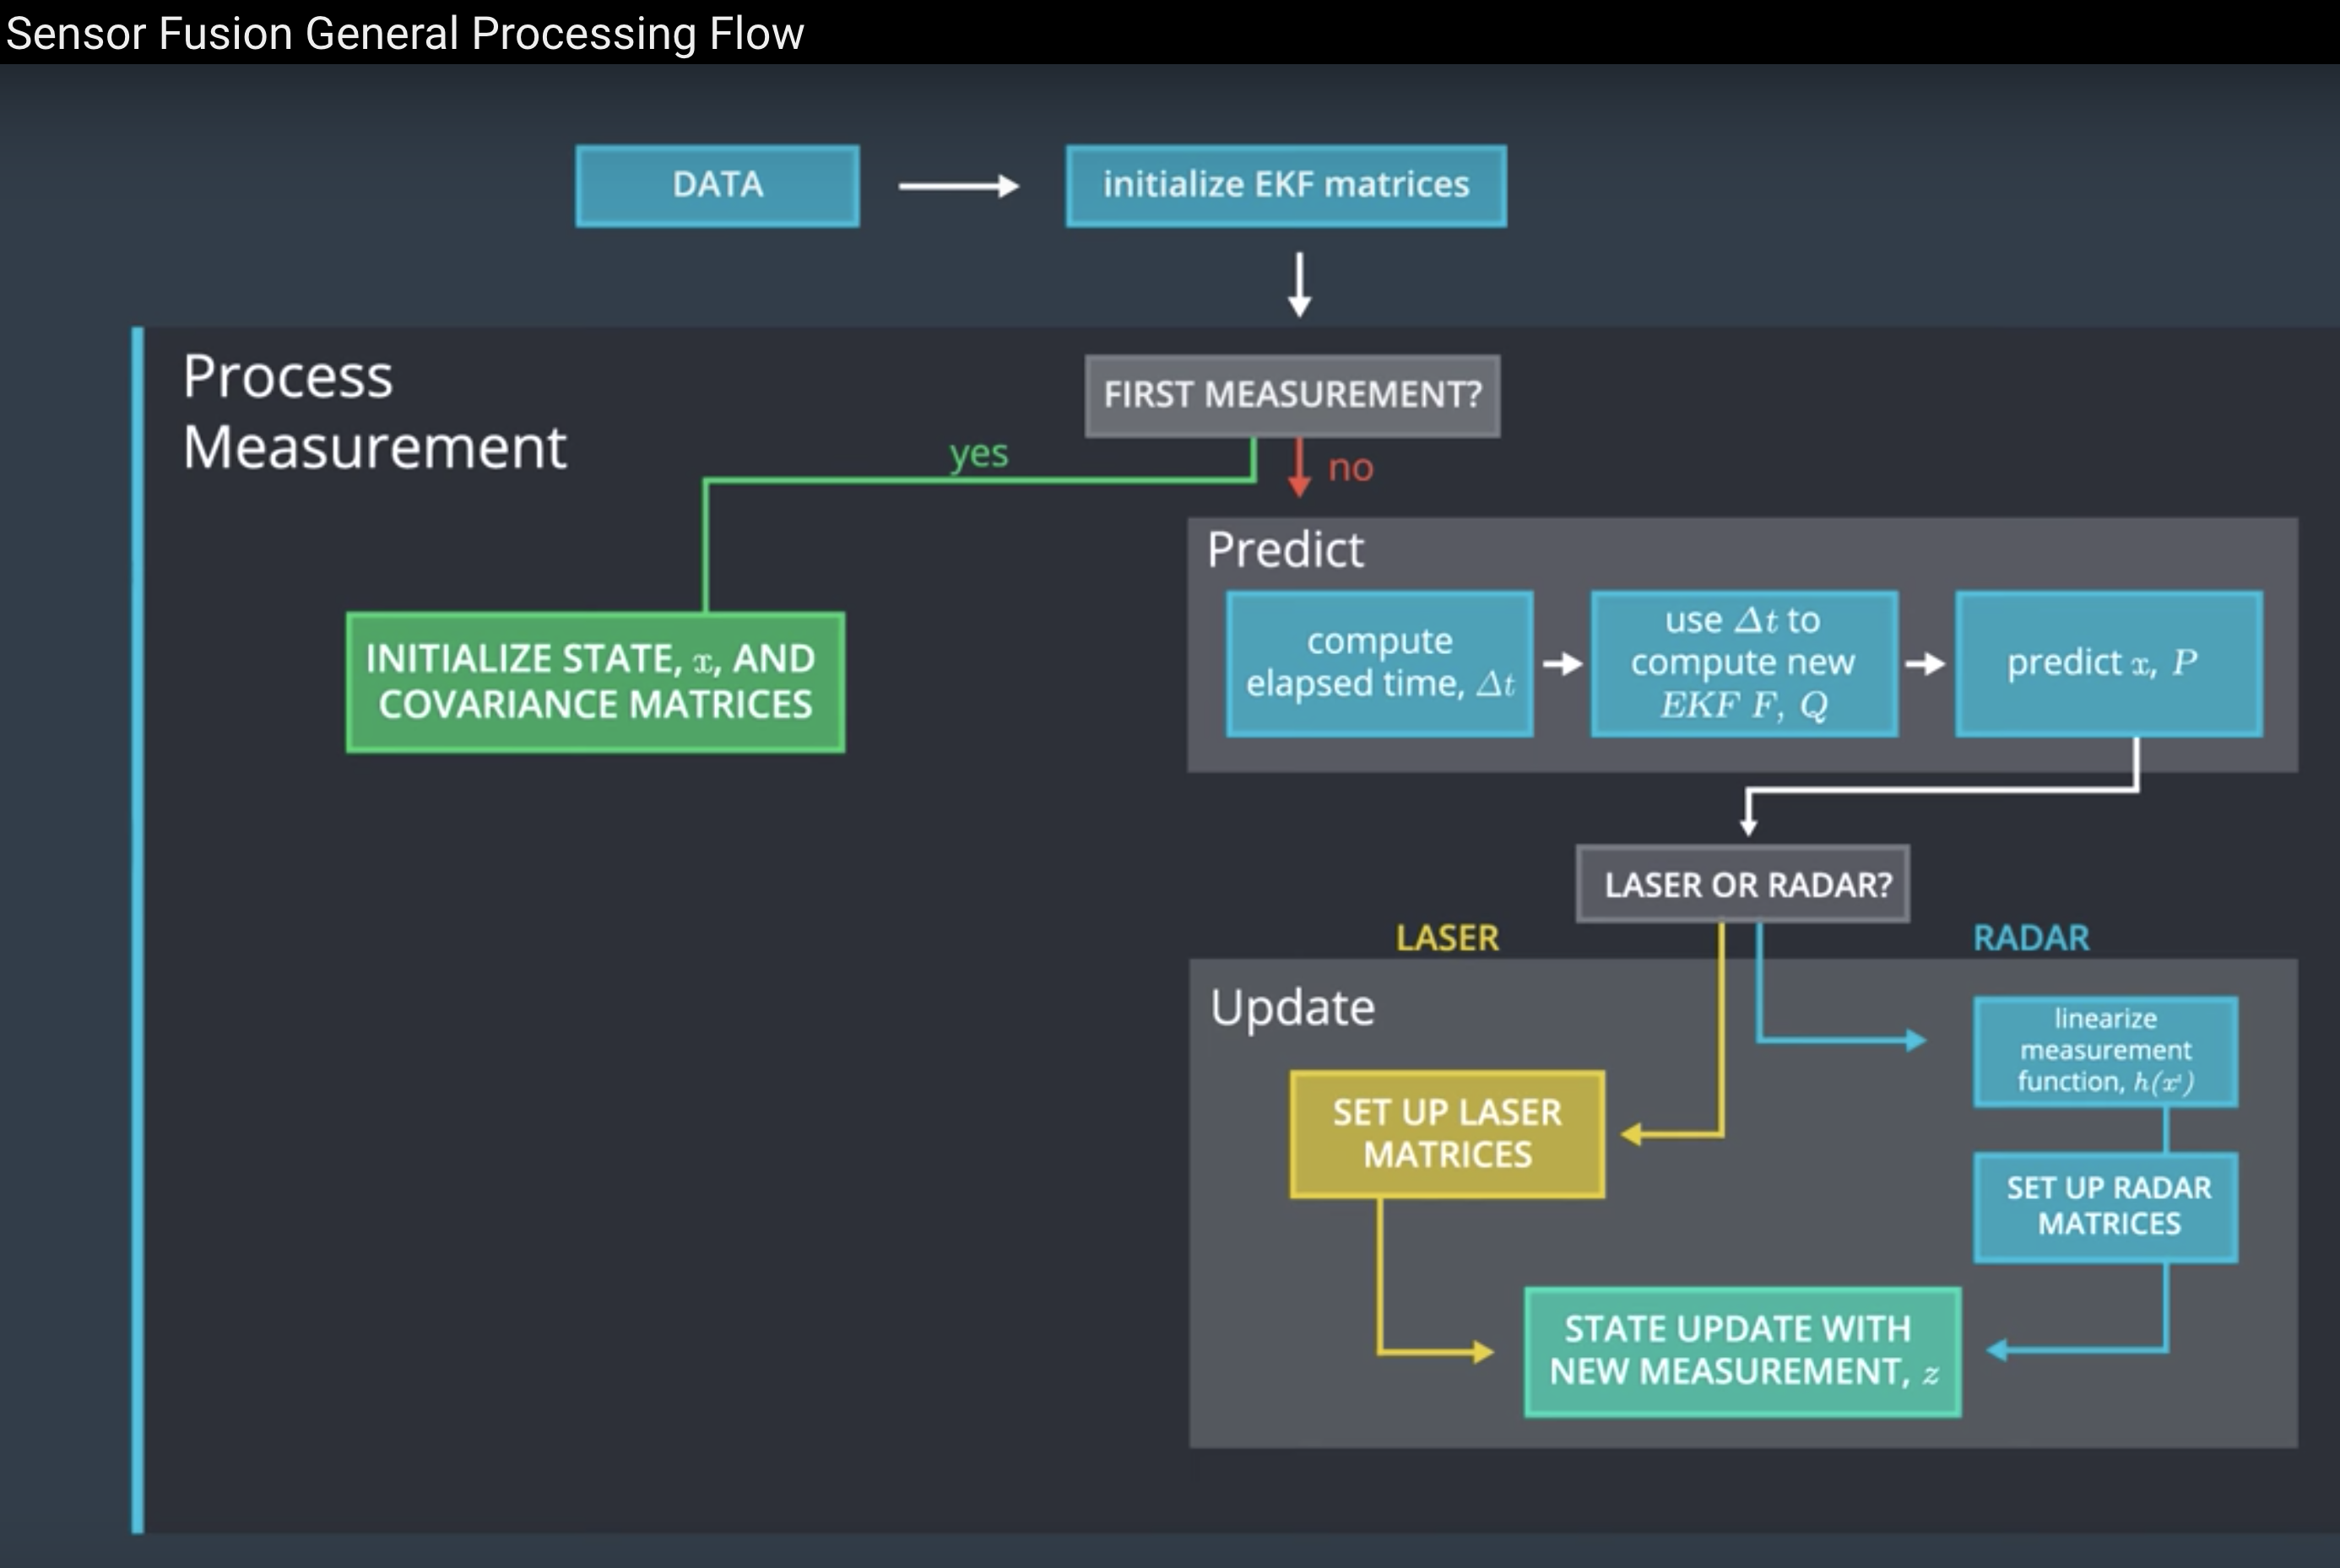 Sensor Fusion General Processing Flow
DATA
initialize EKF matrices
Process
Measurement
FIRST MEASUREMENT?
yes
no
Predict
compute
elapsed time, Δt
use Δt to
compute new
EKF F, Q
predict x, P
INITIALIZE STATE, x, AND
COVARIANCE MATRICES
LASER OR RADAR?
LASER
RADAR
Update
linearize
measurement
function, h(x')
SET UP LASER
MATRICES
SET UP RADAR
MATRICES
STATE UPDATE WITH
NEW MEASUREMENT, z